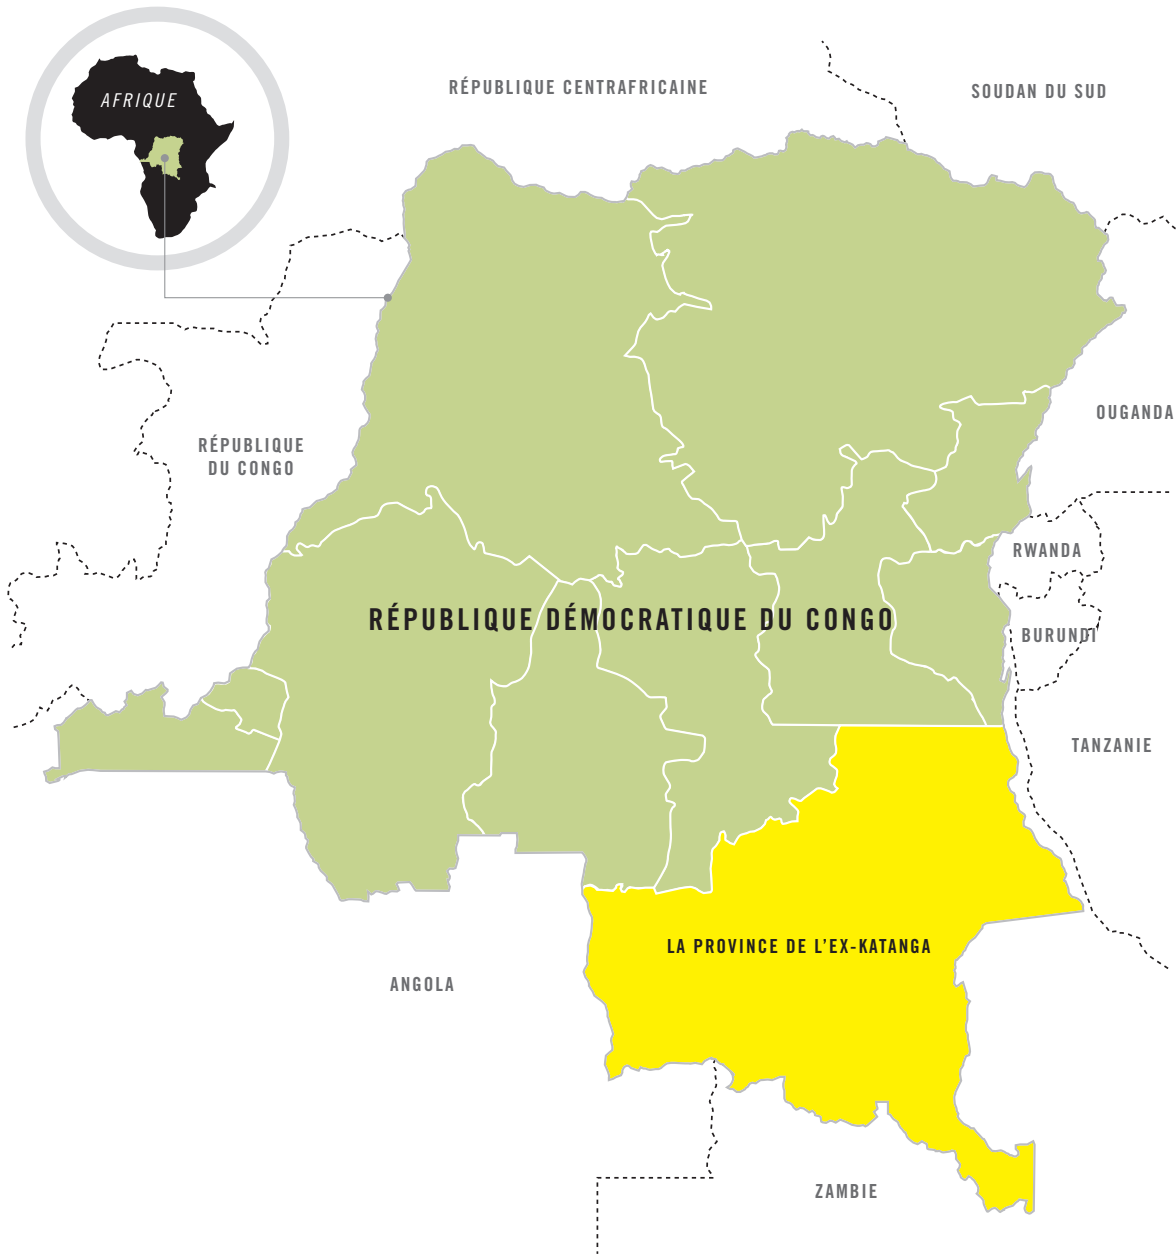 AFRIQUE
RÉPUBLIQUE CENTRAFRICAINE
SOUDAN DU SUD
OUGANDA
RÉPUBLIQUE
DU CONGO
RWANDA
RÉPUBLIQUE DÉMOCRATIQUE DU CONGO
BURUNDI
TANZANIE
LA PROVINCE DE L’EX-KATANGA
ANGOLA
ZAMBIE